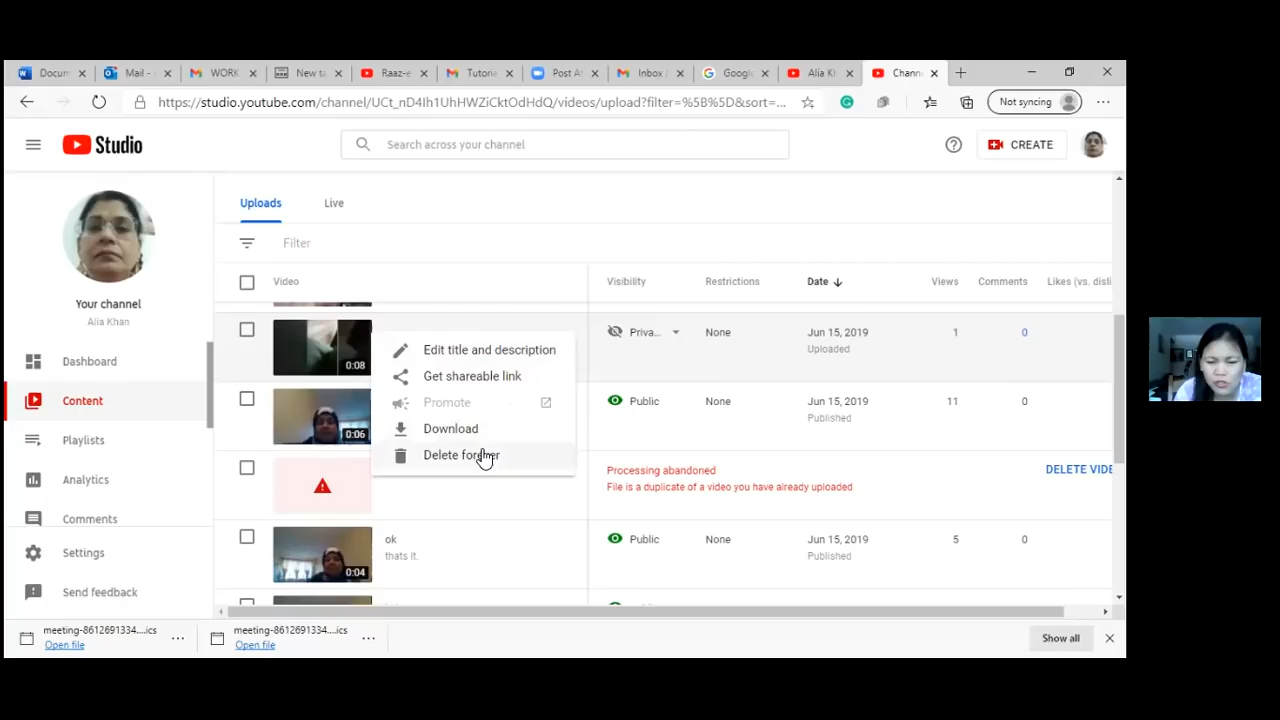 Docum
Mail -
WORK
New ta
Raaz-e
Tutoria
Post At
Inbox (
Google
Alia Kh
Chann
https://studio.youtube.com/channel/UCt_nD4Ih1UhHWZiCktOdHdQ/videos/upload?filter=%5B%5D&sort=...
Not syncing
Studio
Search across your channel
CREATE
Your channel
Alia Khan
Dashboard
Content
Playlists
Analytics
Comments
Settings
Send feedback
Uploads Live
Filter
Video Visibility Restrictions Date Views Comments Likes (vs. disli
0:08 Priva... None Jun 15, 2019 1 0
Uploaded
Edit title and description
Get shareable link
Promote
Download
Delete forever
0:06 Public None Jun 15, 2019 11 0
Published
Processing abandoned DELETE VIDE
File is a duplicate of a video you have already uploaded
ok Public None Jun 15, 2019 5 0
thats it. Published
0:04
meeting-8612691334....ics
Open file
meeting-8612691334....ics
Open file
Show all